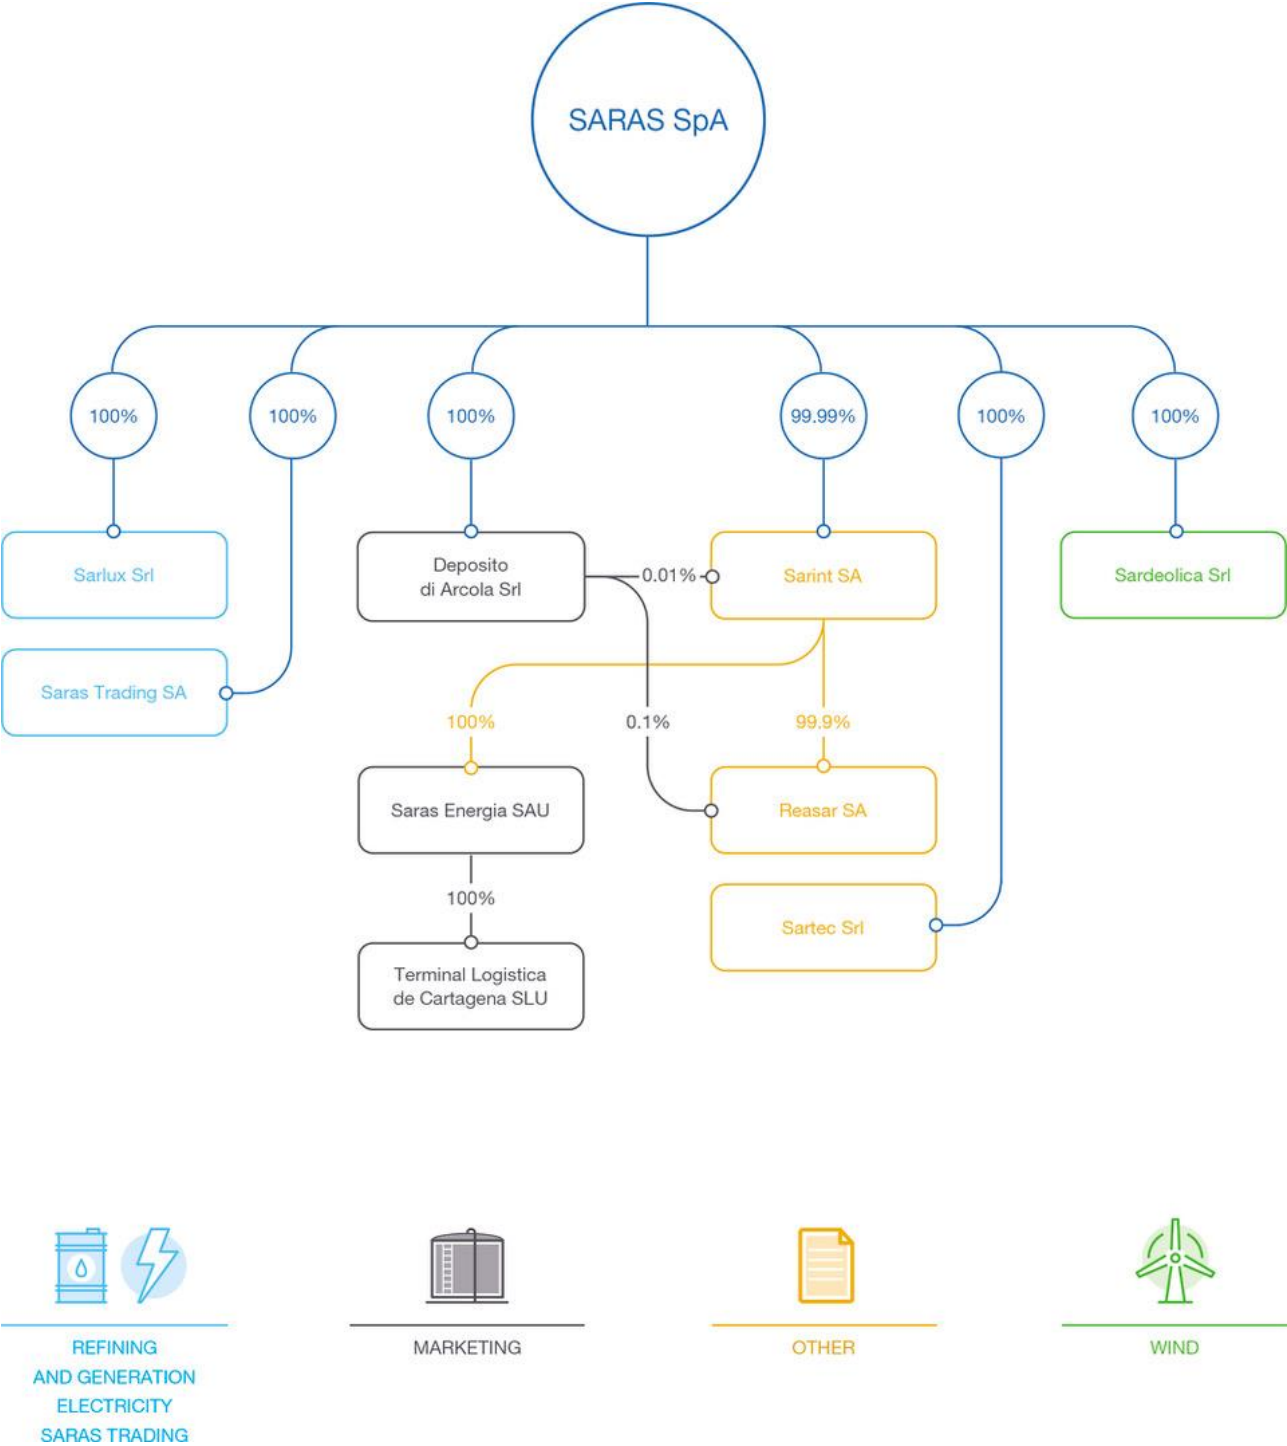 SARAS SpA
100%
100%
100%
99.99%
100%
100%
Sarlux Srl
Deposito
di Arcola Srl
0.01%
Sarint SA
Sardeolica Srl
Saras Trading SA
100%
0.1%
99.9%
Saras Energia SAU
Reasar SA
100%
Sartec Srl
Terminal Logistica
de Cartagena SLU
REFINING
AND GENERATION
ELECTRICITY
SARAS TRADING
MARKETING
OTHER
WIND